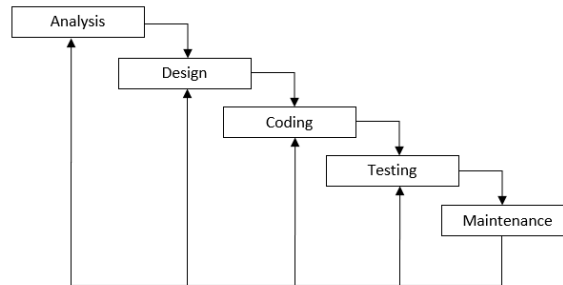 Analysis
Design
Coding
Testing
Maintenance